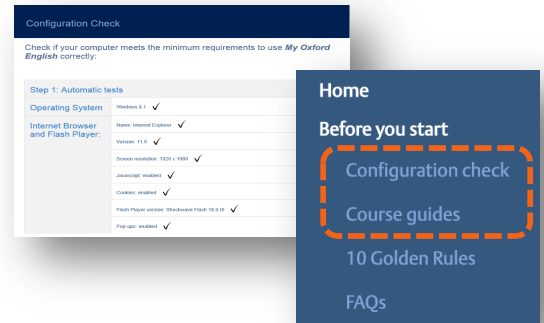 Configuration Check
Check if your computer meets the minimum requirements to use My Oxford
English correctly:
Step 1: Automatic tests
Operating System
Windows 8.1
Internet Browser
and Flash Player:
Name: Internet Explorer
Version: 11.0
Screen resolution: 1920 x 1080
Javascript: enabled
Cookies: enabled
Flash Player version: Shockwave Flash 18.0 r0
Pop-ups: enabled
Home
Before you start
Configuration check
Course guides
10 Golden Rules
FAQs